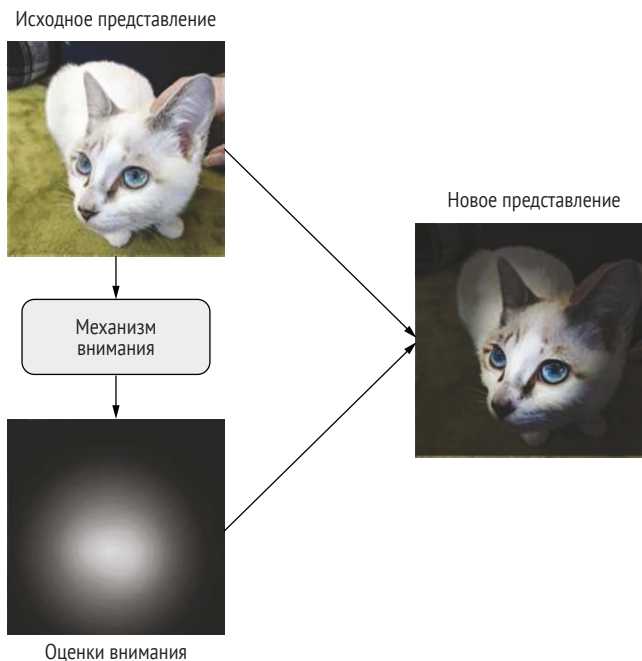 Исходное представление
Механизм
внимания
Новое представление
Оценки внимания